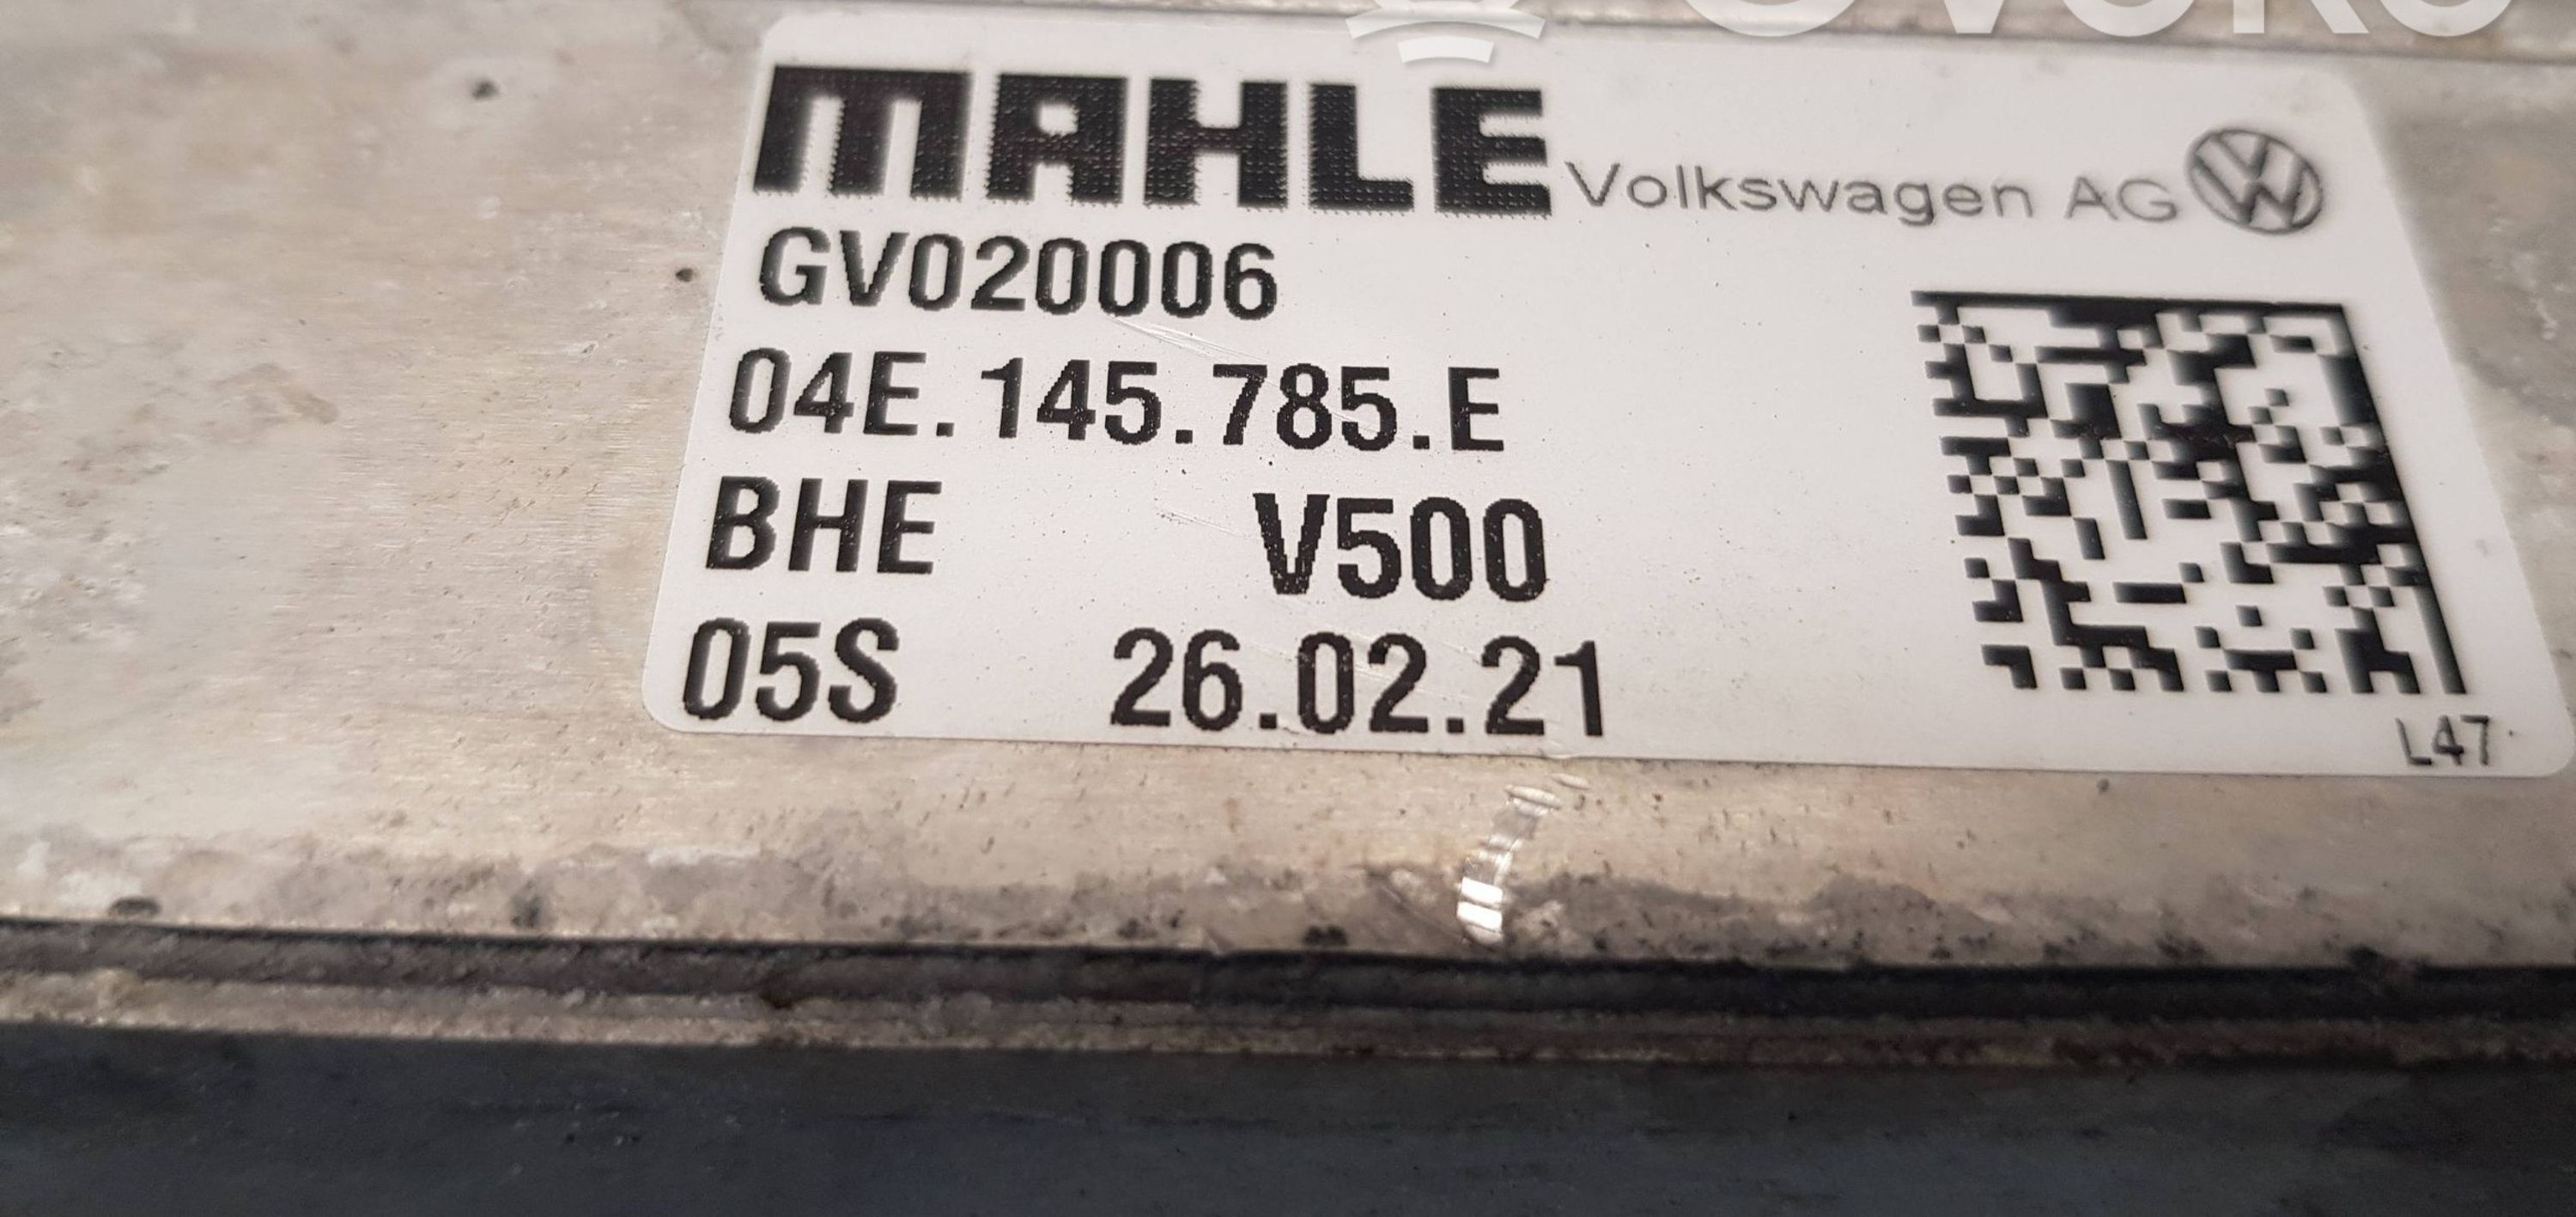 MAHLE Volkswagen AG
GV020006
04E.145.785.E
BHE V500
05S 26.02.21
L47